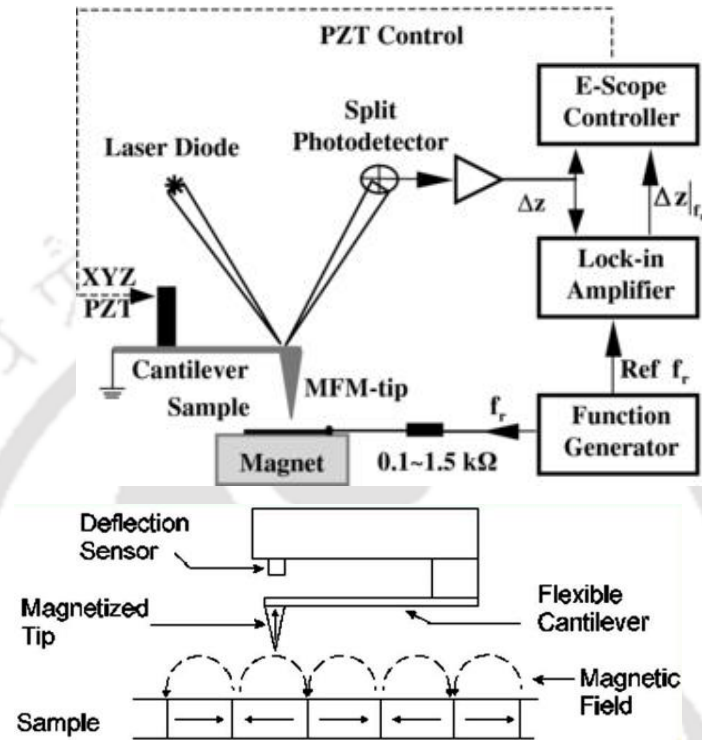 PZT Control
E-Scope
Controller
Split
Photodetector
Laser Diode
Δz
Δz|fr
Lock-in
Amplifier
XYZ
PZT
Cantilever
Sample
MFM-tip
Ref fr
fr
Function
Generator
Magnet
0.1~1.5 kΩ
Deflection
Sensor
Magnetized
Tip
Flexible
Cantilever
Magnetic
Field
Sample